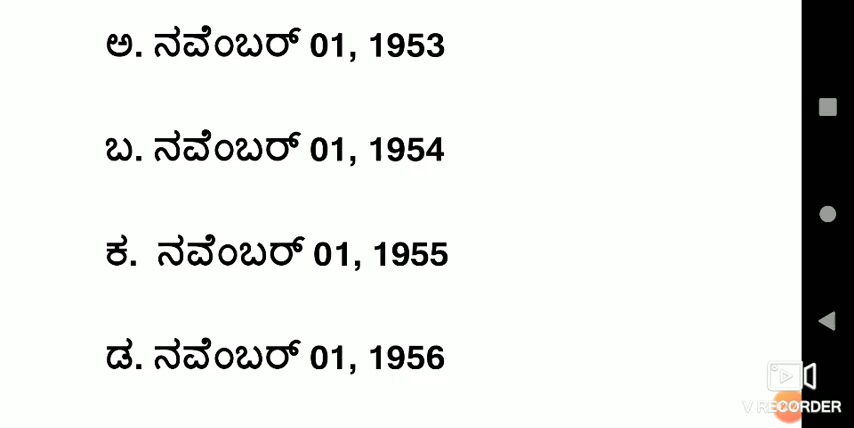 ಅ. ನವೆಂಬರ್ 01, 1953
ಬ. ನವೆಂಬರ್ 01, 1954
ಕ. ನವೆಂಬರ್ 01, 1955
ಡ. ನವೆಂಬರ್ 01, 1956
V RECORDER